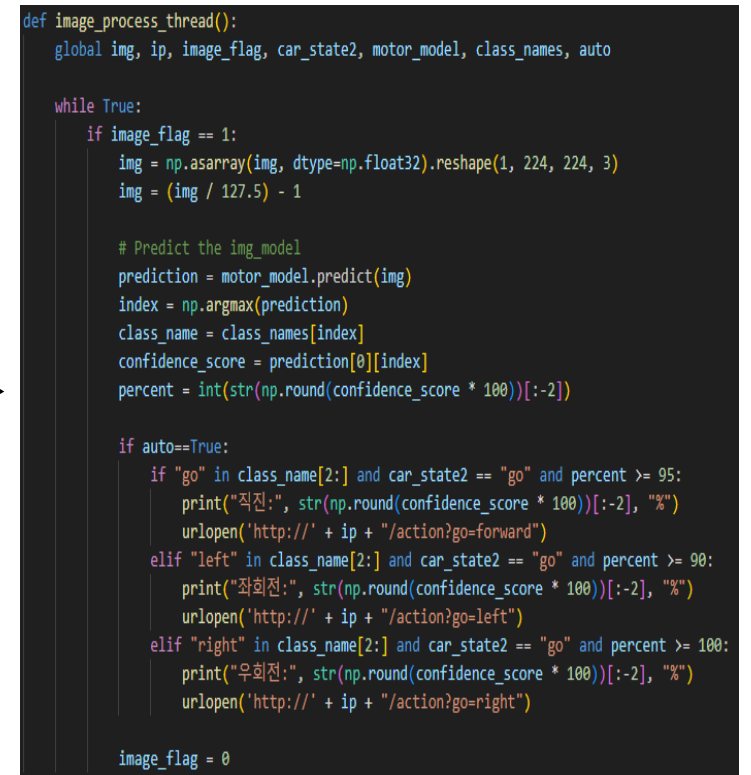 def image_process_thread():
    global img, ip, image_flag, car_state2, motor_model, class_names, auto

    while True:
        if image_flag == 1:
            img = np.asarray(img, dtype=np.float32).reshape(1, 224, 224, 3)
            img = (img / 127.5) - 1

            # Predict the img_model
            prediction = motor_model.predict(img)
            index = np.argmax(prediction)
            class_name = class_names[index]
            confidence_score = prediction[0][index]
            percent = int(str(np.round(confidence_score * 100))[:-2])

            if auto==True:
                if "go" in class_name[2:] and car_state2 == "go" and percent >= 95:
                    print("직진:", str(np.round(confidence_score * 100))[:-2], "%")
                    urlopen('http://' + ip + "/action?go=forward")
                elif "left" in class_name[2:] and car_state2 == "go" and percent >= 90:
                    print("좌회전:", str(np.round(confidence_score * 100))[:-2], "%")
                    urlopen('http://' + ip + "/action?go=left")
                elif "right" in class_name[2:] and car_state2 == "go" and percent >= 100:
                    print("우회전:", str(np.round(confidence_score * 100))[:-2], "%")
                    urlopen('http://' + ip + "/action?go=right")

            image_flag = 0